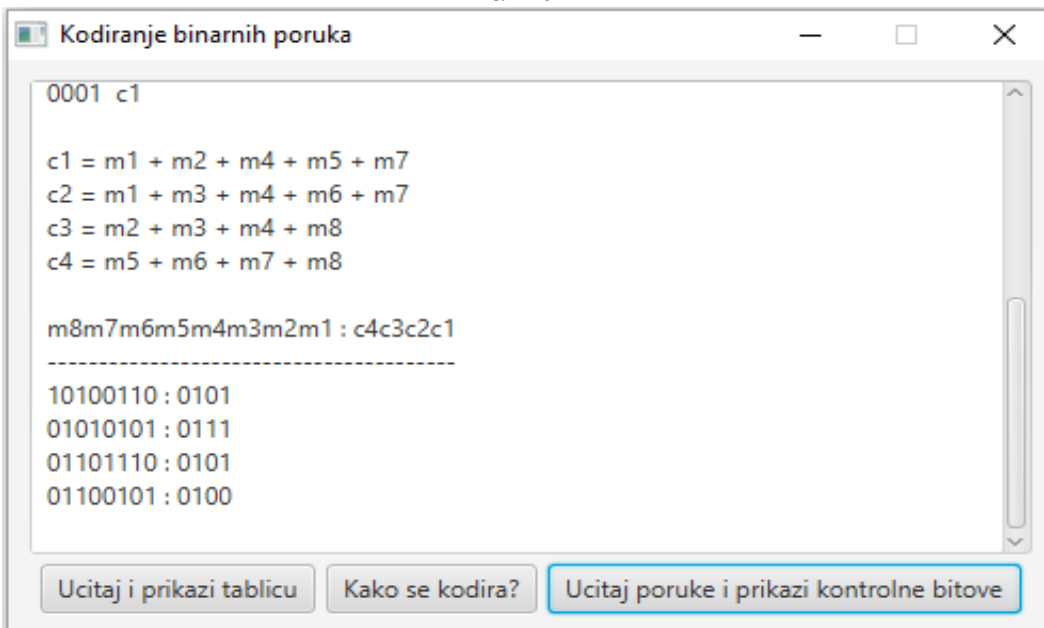 Kodiranje binarnih poruka
0001 c1
c1 = m1 + m2 + m4 + m5 + m7
c2 = m1 + m3 + m4 + m6 + m7
c3 = m2 + m3 + m4 + m8
c4 = m5 + m6 + m7 + m8
m8m7m6m5m4m3m2m1 : c4c3c2c1
----------------------------------------
10100110 : 0101
01010101 : 0111
01101110 : 0101
01100101 : 0100
Ucitaj i prikazi tablicu Kako se kodira? Ucitaj poruke i prikazi kontrolne bitove